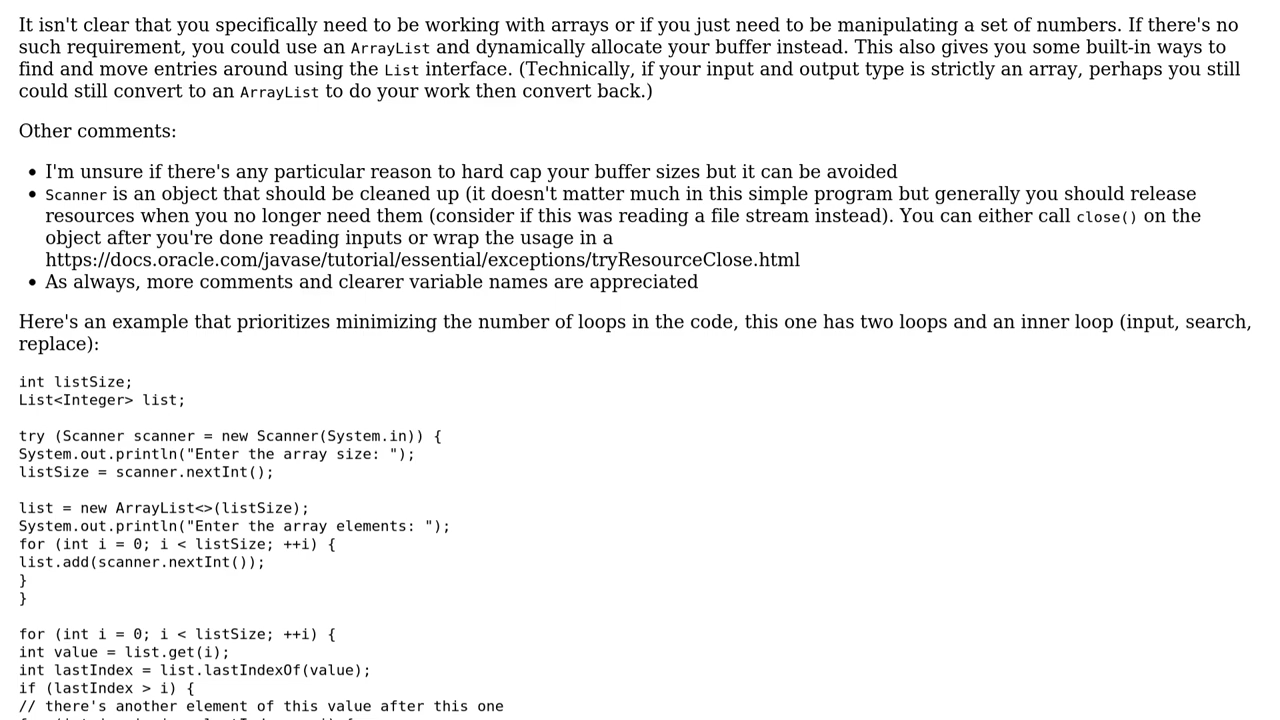 It isn't clear that you specifically need to be working with arrays or if you just need to be manipulating a set of numbers. If there's no
such requirement, you could use an ArrayList and dynamically allocate your buffer instead. This also gives you some built-in ways to
find and move entries around using the List interface. (Technically, if your input and output type is strictly an array, perhaps you still
could still convert to an ArrayList to do your work then convert back.)
Other comments:
• I'm unsure if there's any particular reason to hard cap your buffer sizes but it can be avoided
• Scanner is an object that should be cleaned up (it doesn't matter much in this simple program but generally you should release
resources when you no longer need them (consider if this was reading a file stream instead). You can either call close() on the
object after you're done reading inputs or wrap the usage in a
https://docs.oracle.com/javase/tutorial/essential/exceptions/tryResourceClose.html
• As always, more comments and clearer variable names are appreciated
Here's an example that prioritizes minimizing the number of loops in the code, this one has two loops and an inner loop (input, search,
replace):
int listSize;
List<Integer> list;
try (Scanner scanner = new Scanner(System.in)) {
System.out.println("Enter the array size: ");
listSize = scanner.nextInt();
list = new ArrayList<>(listSize);
System.out.println("Enter the array elements: ");
for (int i = 0; i < listSize; ++i) {
list.add(scanner.nextInt());
}
}
for (int i = 0; i < listSize; ++i) {
int value = list.get(i);
int lastIndex = list.lastIndexOf(value);
if (lastIndex > i) {
// there's another element of this value after this one